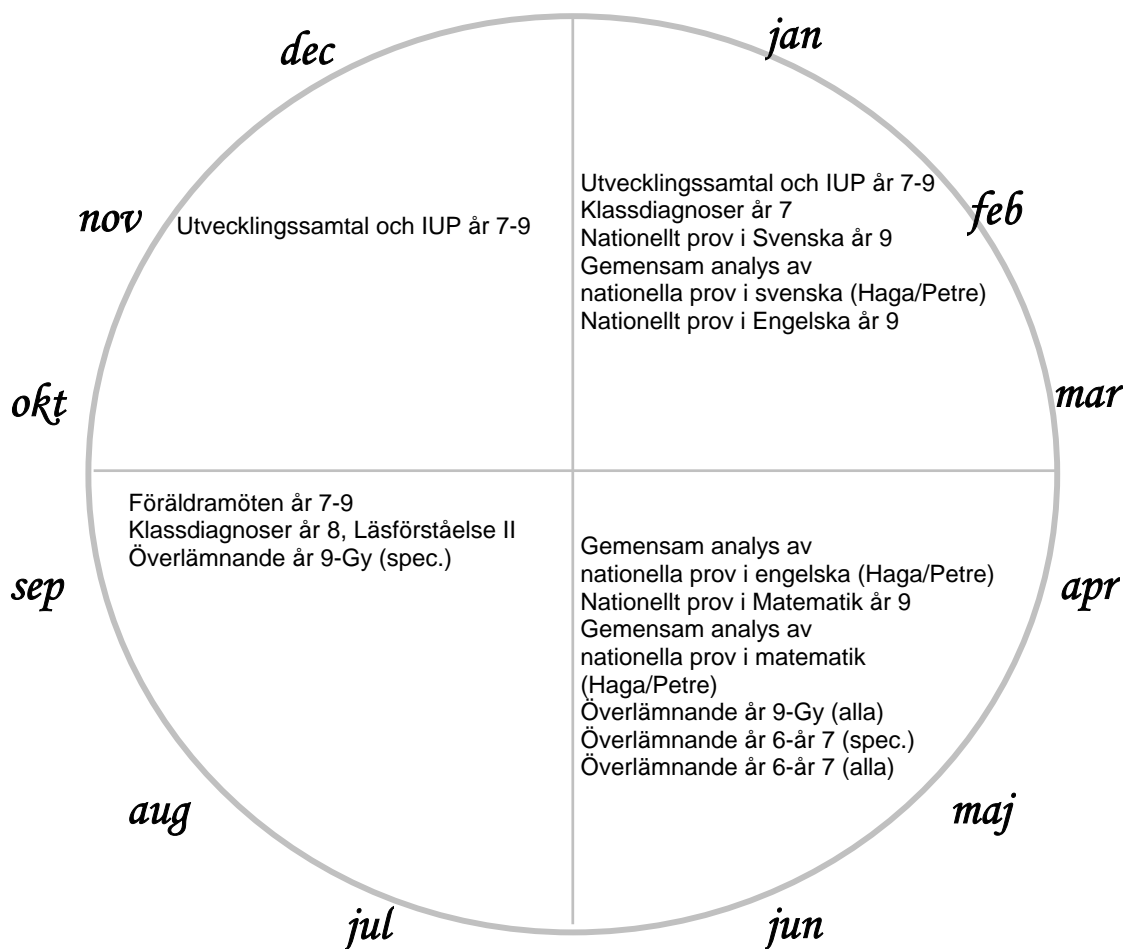 dec
jan
nov
Utvecklingssamtal och IUP år 7-9
Utvecklingssamtal och IUP år 7-9
Klassdiagnoser år 7
Nationellt prov i Svenska år 9
Gemensam analys av
nationella prov i svenska (Haga/Petre)
Nationellt prov i Engelska år 9
feb
okt
mar
Föräldramöten år 7-9
Klassdiagnoser år 8, Läsförståelse II
Överlämnande år 9-Gy (spec.)
sep
Gemensam analys av
nationella prov i engelska (Haga/Petre)
Nationellt prov i Matematik år 9
Gemensam analys av
nationella prov i matematik
(Haga/Petre)
Överlämnande år 9-Gy (alla)
Överlämnande år 6-år 7 (spec.)
Överlämnande år 6-år 7 (alla)
apr
aug
maj
jul
jun